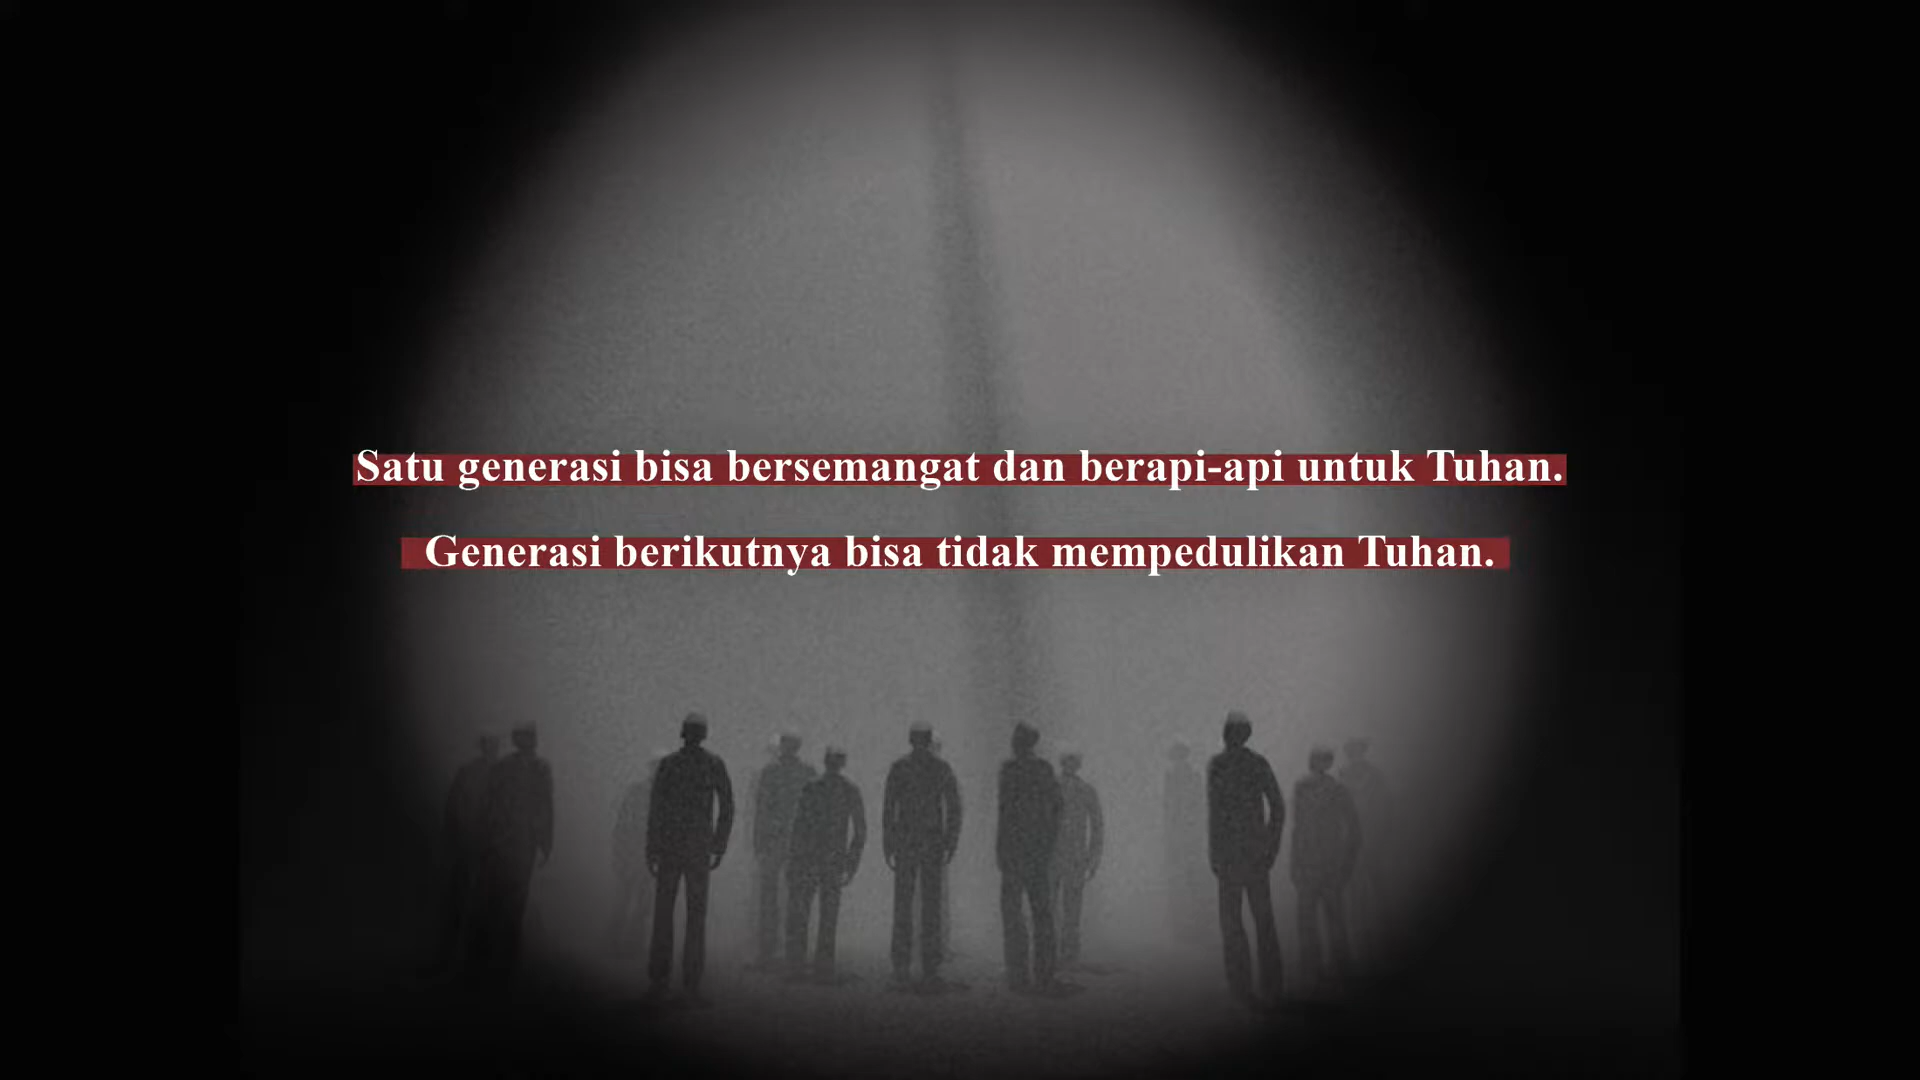 Satu generasi bisa bersemangat dan berapi-api untuk Tuhan.
Generasi berikutnya bisa tidak mempedulikan Tuhan.